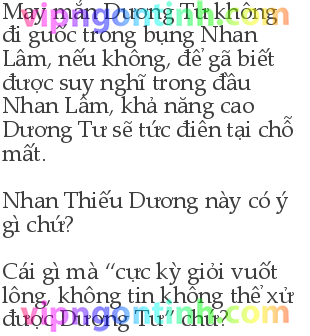 May mắn Dương Tư không
đi guốc trong bụng Nhan
Lâm, nếu không, để gã biết
được suy nghĩ trong đầu
Nhan Lâm, khả năng cao
Dương Tư sẽ tức điên tại chỗ
mất.
Nhan Thiếu Dương này có ý
gì chứ?
Cái gì mà “cực kỳ giỏi vuốt
lông, không tin không thể xử
được Dương Tư” chứ?
vipngontinh.com
vipngontinh.com